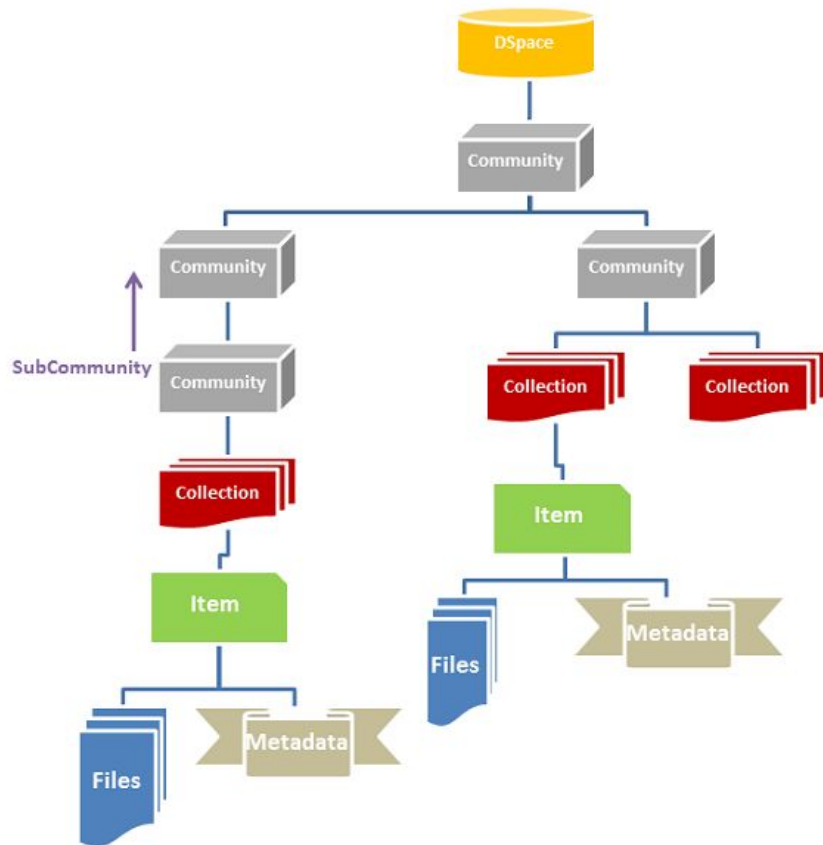 DSpace
Community
Community
Community
SubCommunity
Community
Collection
Collection
Collection
Item
Item
Files
Metadata
Files
Metadata